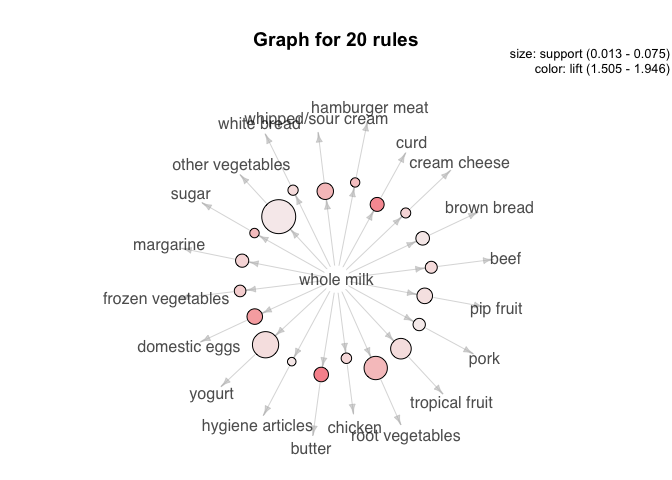 Graph for 20 rules
size: support (0.013 - 0.075)
color: lift (1.505 - 1.946)
hamburger meat
whipped/sour cream
white bread
curd
cream cheese
other vegetables
sugar
brown bread
margarine
beef
whole milk
frozen vegetables
pip fruit
domestic eggs
pork
yogurt
tropical fruit
hygiene articles
chicken
root vegetables
butter